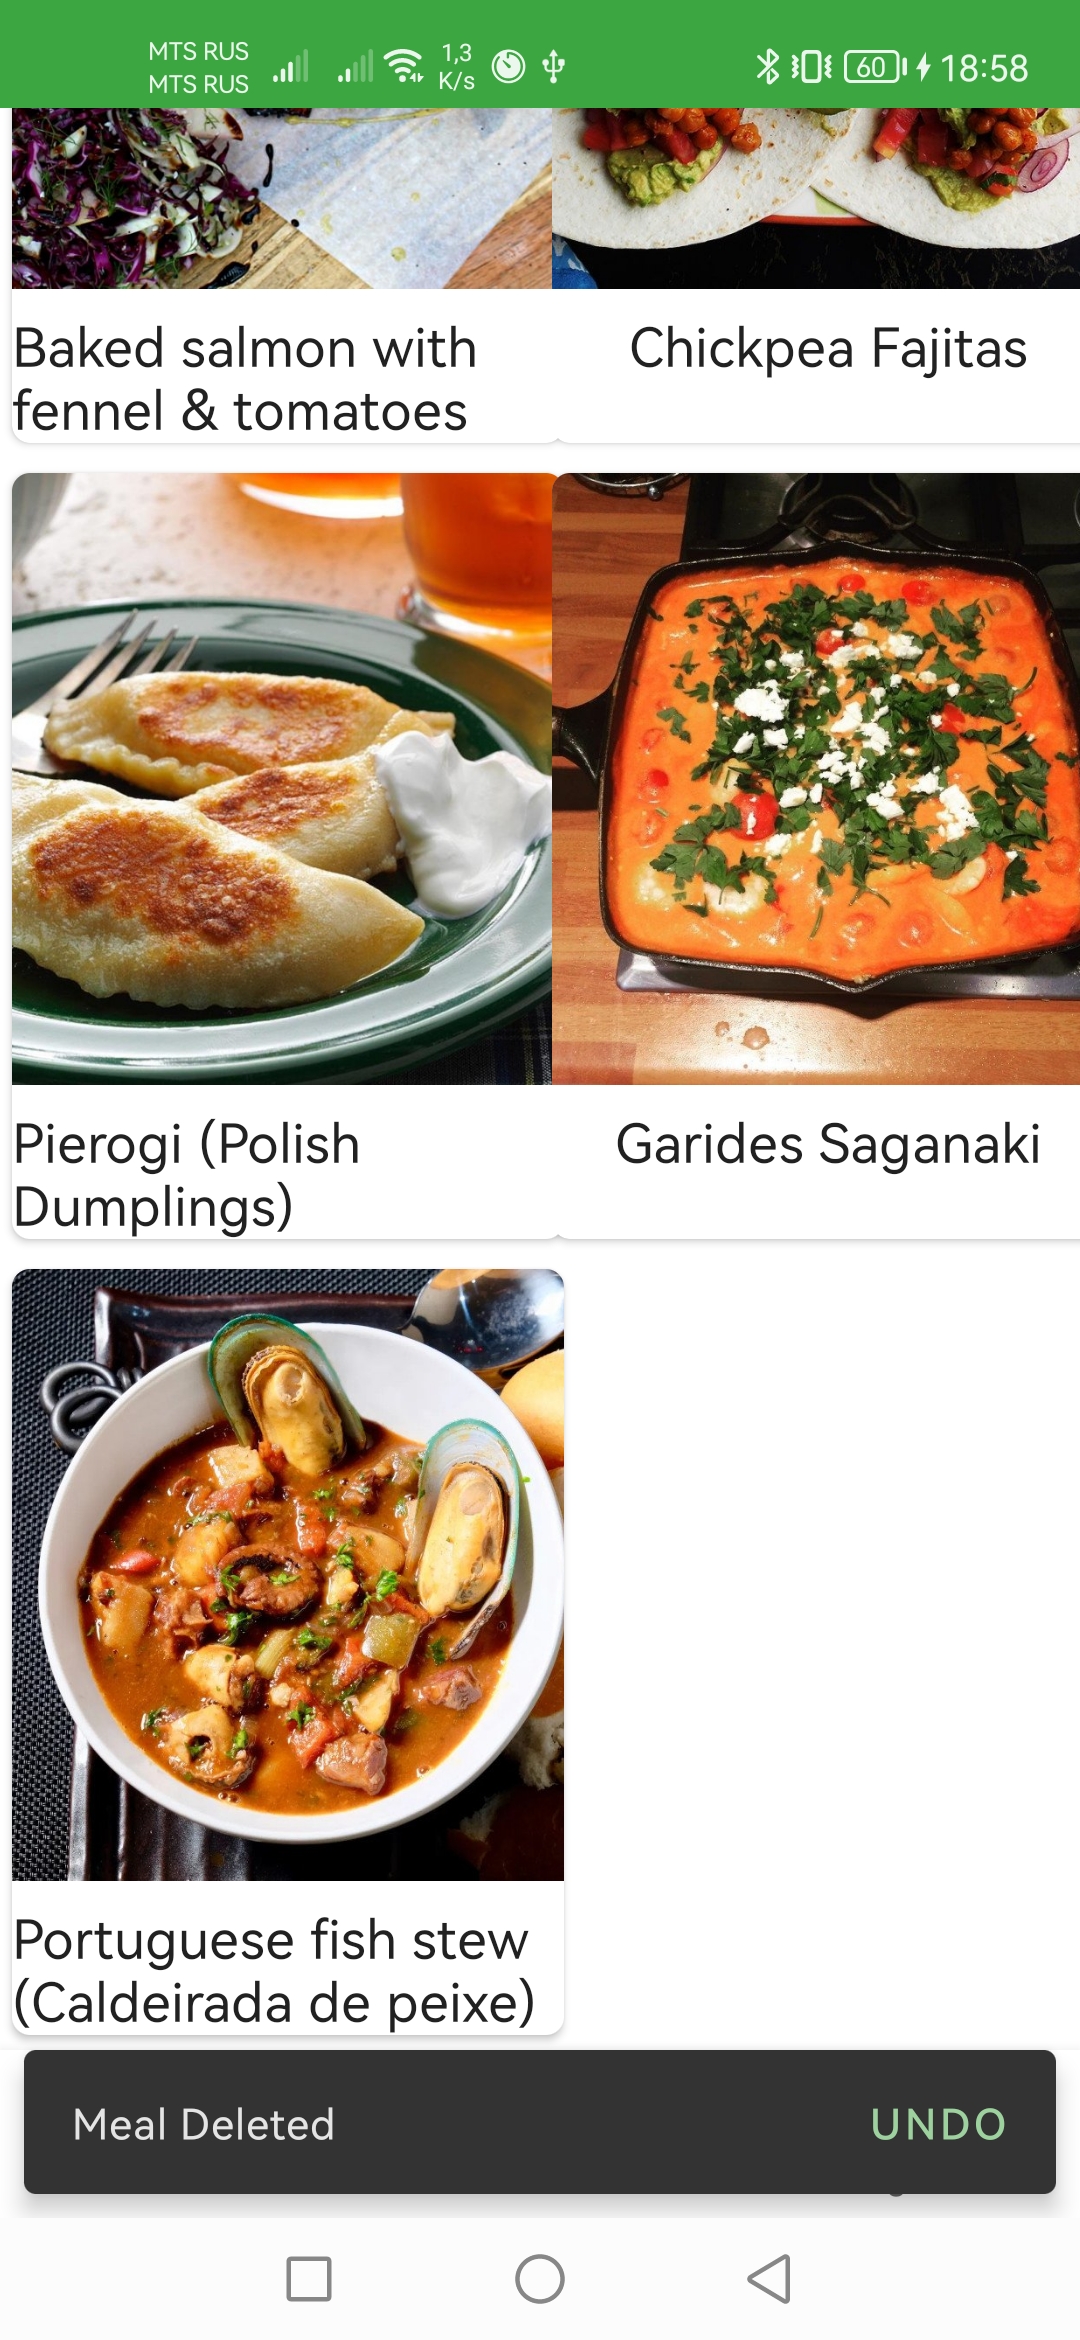 MTS RUS
MTS RUS
1,3
K/s
60
18:58
Baked salmon with
fennel & tomatoes
Chickpea Fajitas
Pierogi (Polish
Dumplings)
Garides Saganaki
Portuguese fish stew
(Caldeirada de peixe)
Meal Deleted
UNDO